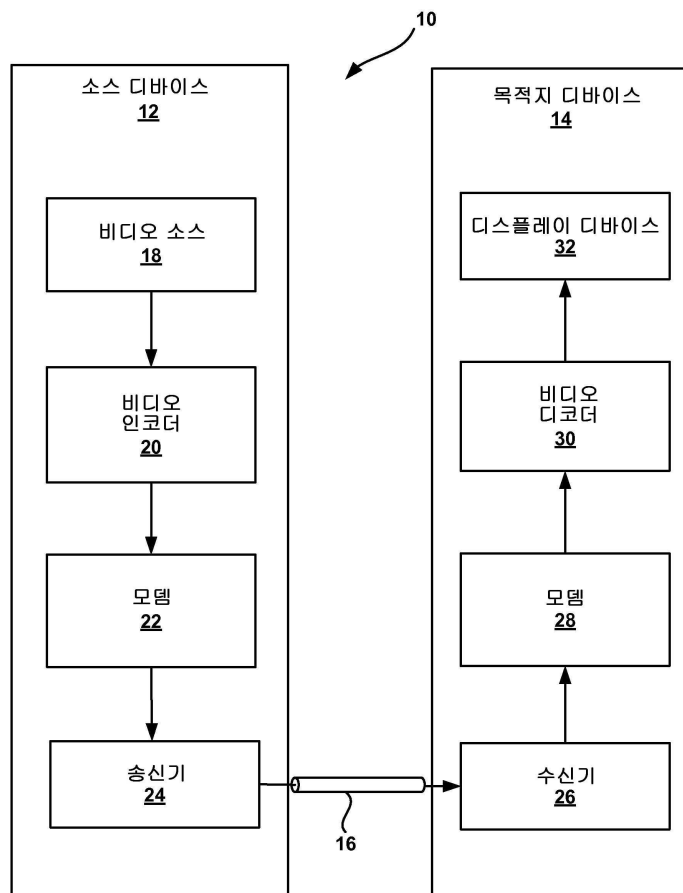 10
소스 디바이스
12
비디오 소스
18
비디오
인코더
20
모뎀
22
송신기
24
16
목적지 디바이스
14
디스플레이 디바이스
32
비디오
디코더
30
모뎀
28
수신기
26